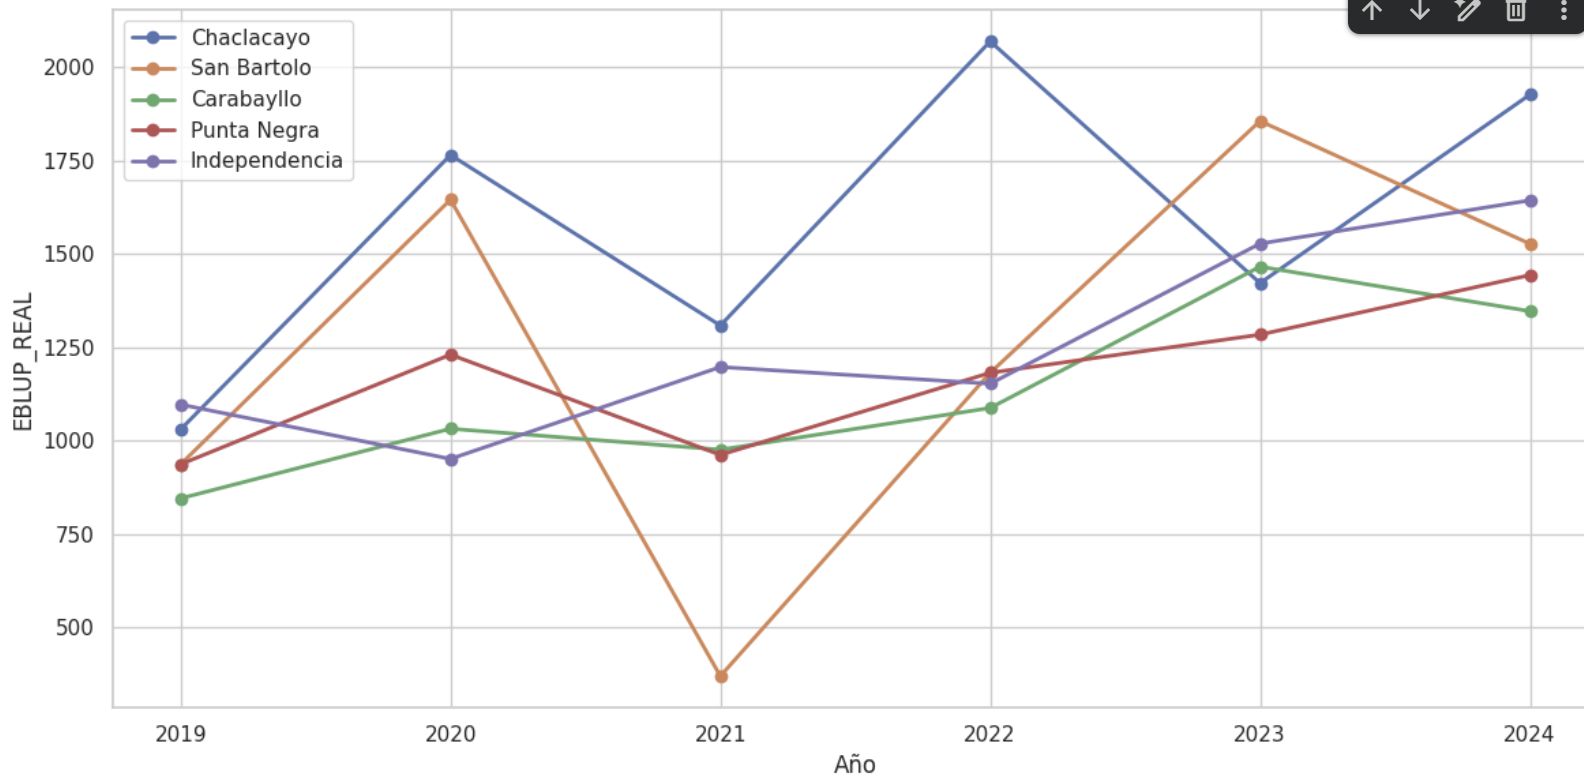 Chaclacayo
San Bartolo
Carabayllo
Punta Negra
Independencia
2000
1750
1500
1250
1000
750
500
EBLUP_REAL
2019 2020 2021 2022 2023 2024
Año